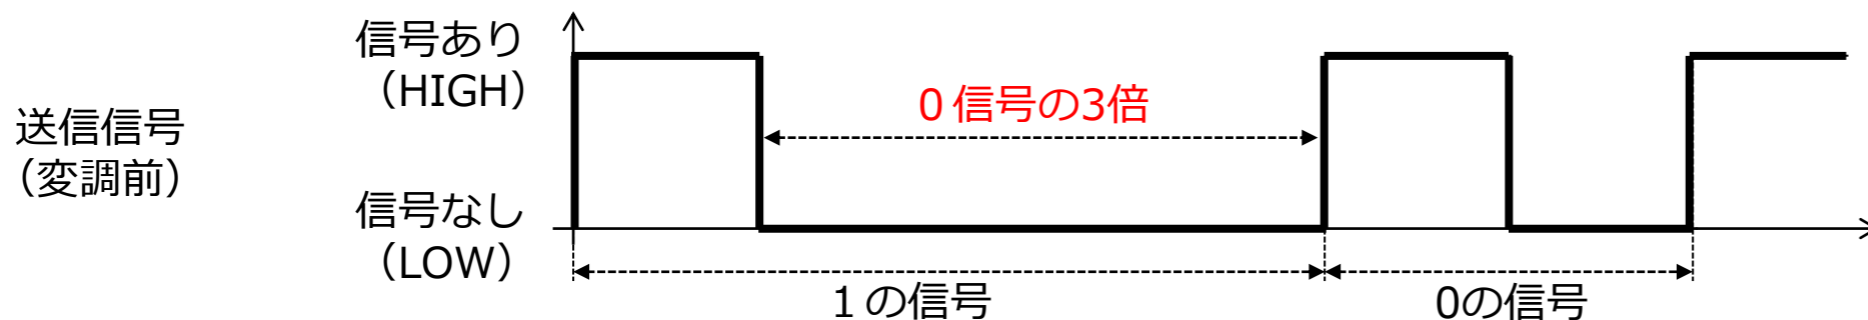 送信信号
（変調前）
信号あり
（HIGH）
信号なし
（LOW）
0 信号の3倍
1 の信号
0の信号